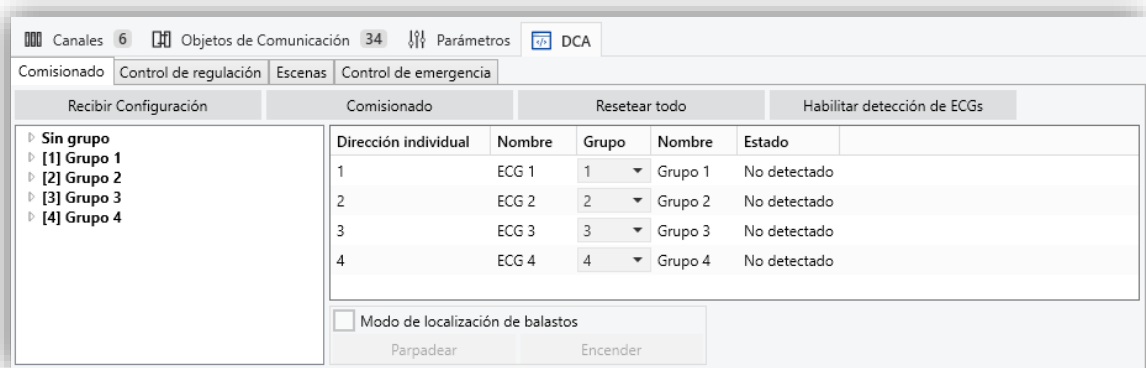 Canales 6 Objetos de Comunicación 34 Parámetros DCA
Comisionado Control de regulación Escenas Control de emergencia
Recibir Configuración Comisionado Resetear todo Habilitar detección de ECGs
Sin grupo
[1] Grupo 1
[2] Grupo 2
[3] Grupo 3
[4] Grupo 4
Dirección individual Nombre Grupo Nombre Estado
1 ECG 1 1 Grupo 1 No detectado
2 ECG 2 2 Grupo 2 No detectado
3 ECG 3 3 Grupo 3 No detectado
4 ECG 4 4 Grupo 4 No detectado
Modo de localización de balastos
Parpadear Encender